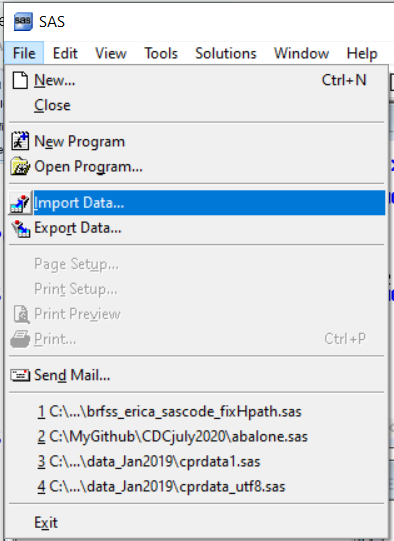 sas SAS
File Edit View Tools Solutions Window Help
New... Ctrl+N
Close
New Program
Open Program...
Import Data...
Export Data...
Page Setup...
Print Setup...
Print Preview
Print... Ctrl+P
Send Mail...
1 C:\...\brfss_erica_sascode_fixHpath.sas
2 C:\MyGithub\CDCjuly2020\abalone.sas
3 C:\...\data_Jan2019\cprdata1.sas
4 C:\...\data_Jan2019\cprdata_utf8.sas
Exit